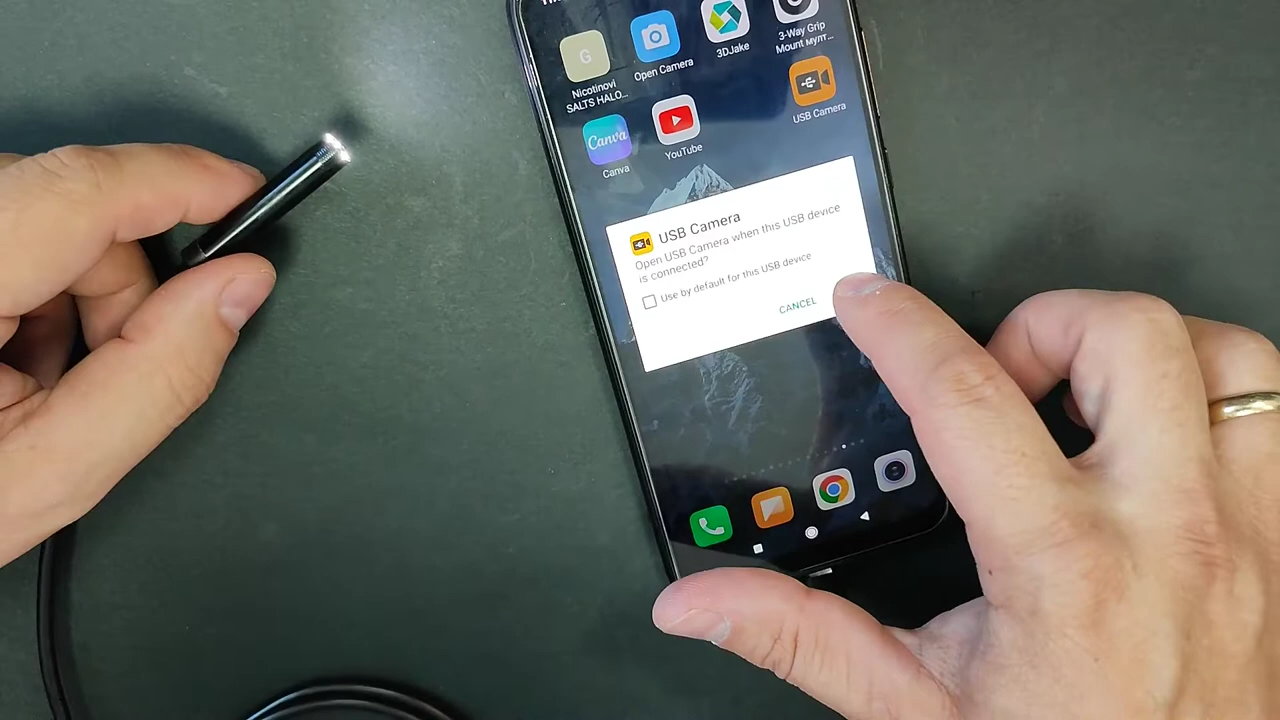 3DJake
3-Way Grip
Mount мулт...
Open Camera
G
Nicotinovi
SALTS HALO...
USB Camera
YouTube
Canva
Canva
USB Camera
Open USB Camera when this USB device
is connected?
Use by default for this USB device
CANCEL